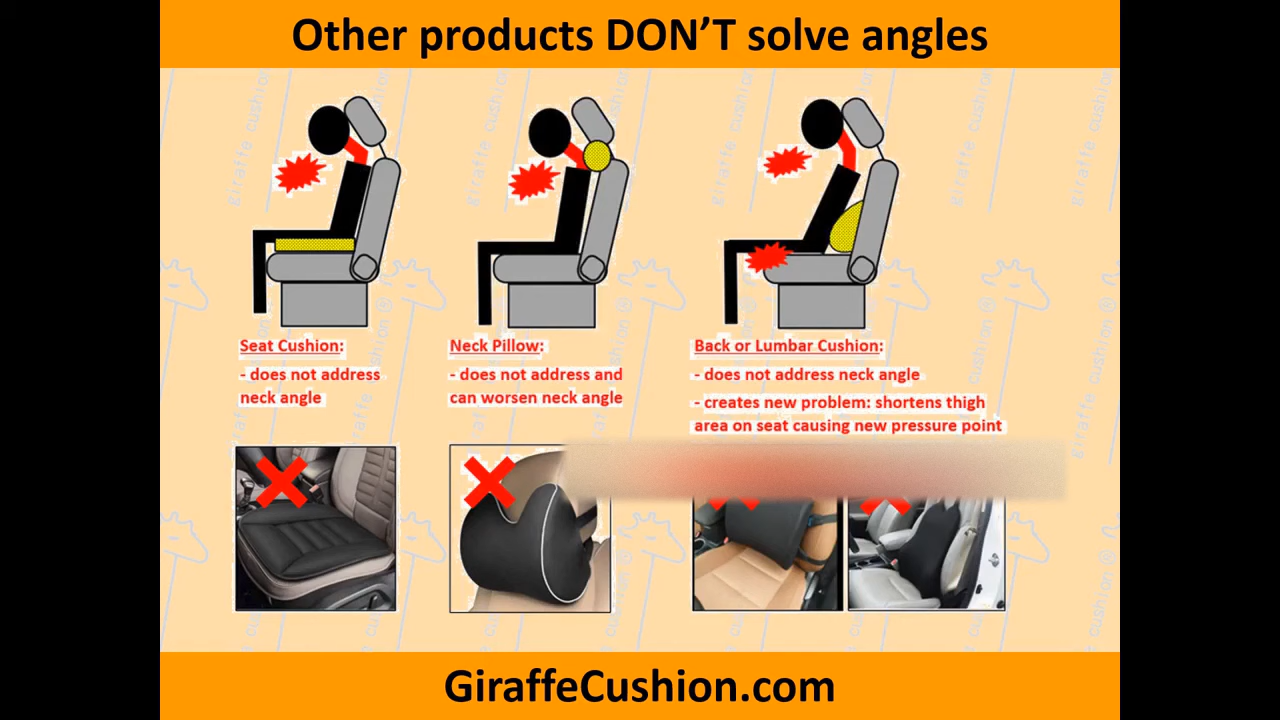 Other products DON’T solve angles
Seat Cushion:
- does not address
neck angle
Neck Pillow:
- does not address and
can worsen neck angle
Back or Lumbar Cushion:
- does not address neck angle
- creates new problem: shortens thigh
area on seat causing new pressure point
GiraffeCushion.com